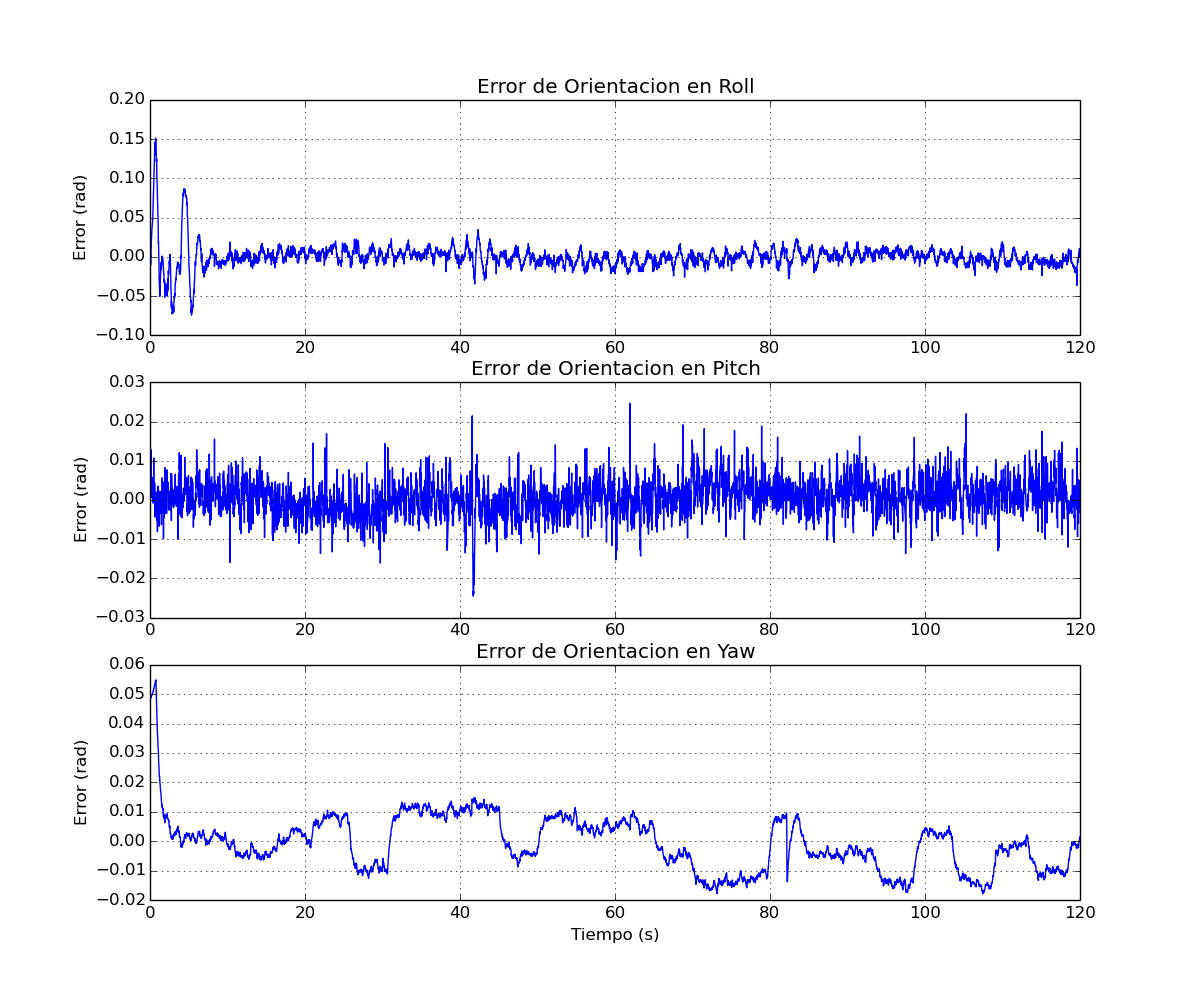 Error de Orientacion en Roll
0.20
0.15
0.10
0.05
0.00
−0.05
−0.10
Error (rad)
0 20 40 60 80 100 120
Error de Orientacion en Pitch
0.03
0.02
0.01
0.00
−0.01
−0.02
−0.03
Error (rad)
0 20 40 60 80 100 120
Error de Orientacion en Yaw
0.06
0.05
0.04
0.03
0.02
0.01
0.00
−0.01
−0.02
Error (rad)
0 20 40 60 80 100 120
Tiempo (s)